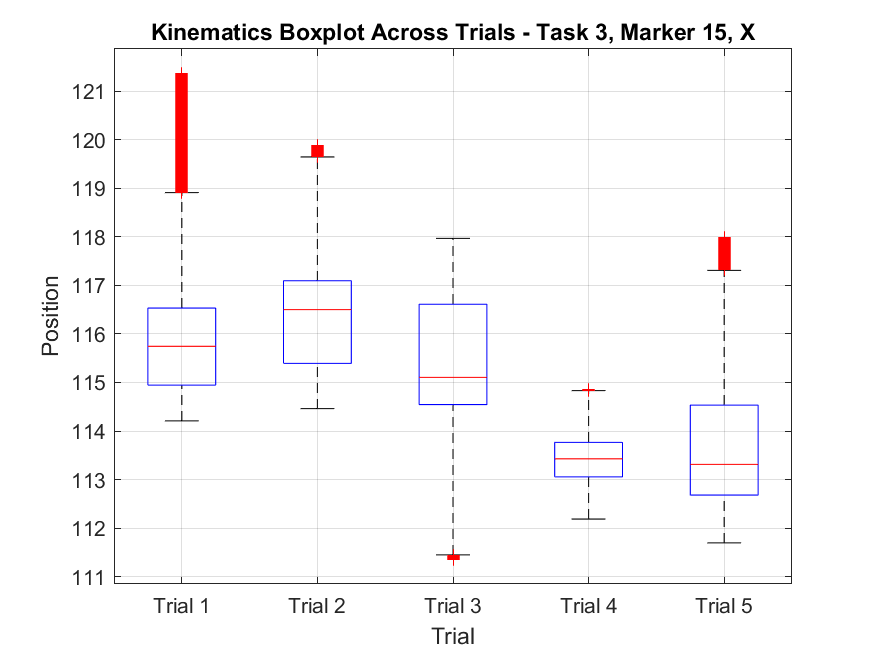 Kinematics Boxplot Across Trials - Task 3, Marker 15, X
Position
121
120
119
118
117
116
115
114
113
112
111
Trial 1 Trial 2 Trial 3 Trial 4 Trial 5
Trial